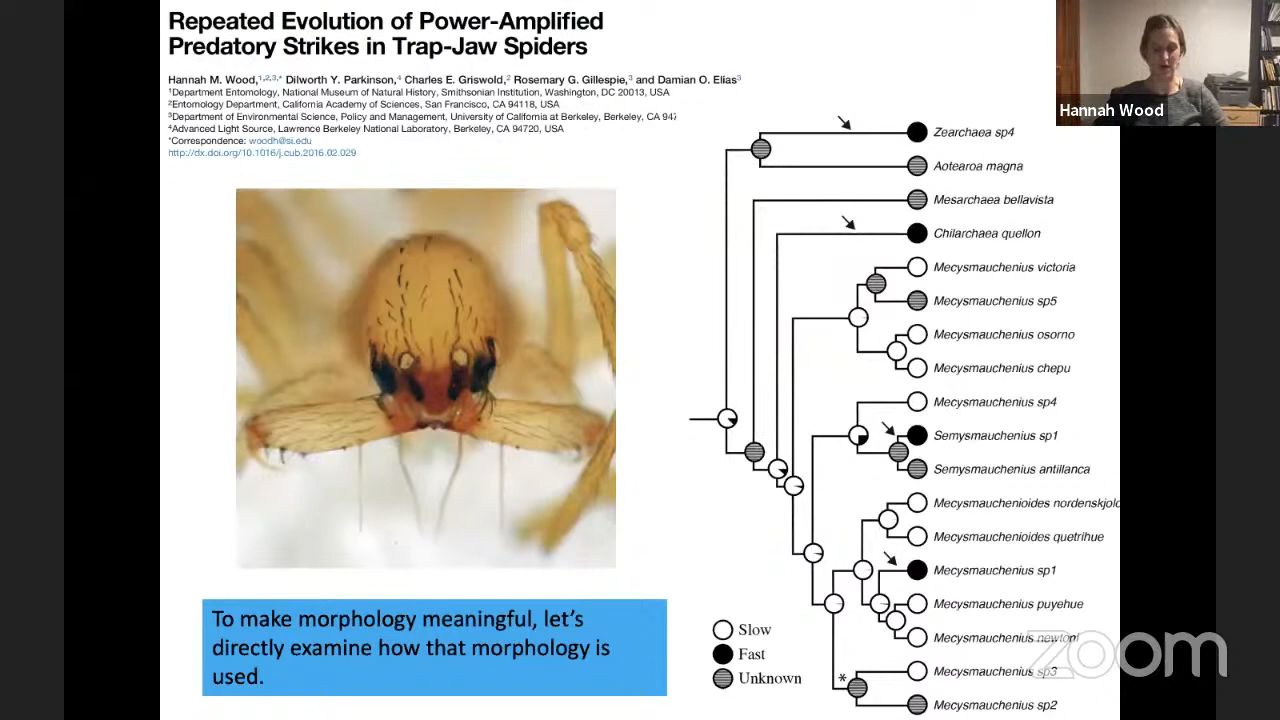 Repeated Evolution of Power-Amplified
Predatory Strikes in Trap-Jaw Spiders
Hannah M. Wood,1,2,3,* Dilworth Y. Parkinson,4 Charles E. Griswold,2 Rosemary G. Gillespie,3 and Damian O. Elias3
1Department Entomology, National Museum of Natural History, Smithsonian Institution, Washington, DC 20013, USA
2Entomology Department, California Academy of Sciences, San Francisco, CA 94118, USA
3Department of Environmental Science, Policy and Management, University of California at Berkeley, Berkeley, CA 947
4Advanced Light Source, Lawrence Berkeley National Laboratory, Berkeley, CA 94720, USA
*Correspondence: woodh@si.edu
http://dx.doi.org/10.1016/j.cub.2016.02.029
Hannah Wood
Zearchaea sp4
Aotearoa magna
Mesarchaea bellavista
Chilarchaea quellon
Mecysmauchenius victoria
Mecysmauchenius sp5
Mecysmauchenius osorno
Mecysmauchenius chepu
Mecysmauchenius sp4
Semysmauchenius sp1
Semysmauchenius antillanca
Mecysmauchenioides nordenskjold
Mecysmauchenioides quetrihue
Mecysmauchenius sp1
Mecysmauchenius puyehue
Mecysmauchenius newtoni
Mecysmauchenius sp3
Mecysmauchenius sp2
*
Slow
Fast
Unknown
To make morphology meaningful, let's
directly examine how that morphology is
used.
zoom